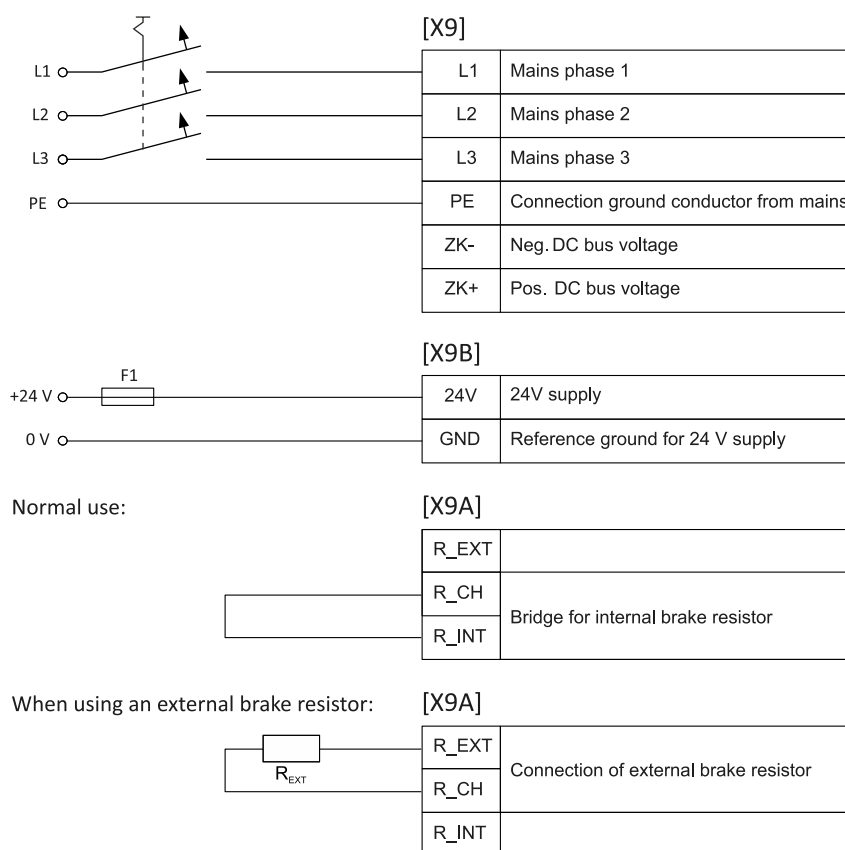 [X9]
L1 L1 Mains phase 1
L2 L2 Mains phase 2
L3 L3 Mains phase 3
PE PE Connection ground conductor from mains
ZK- Neg. DC bus voltage
ZK+ Pos. DC bus voltage
[X9B]
F1
+24 V 24V 24V supply
0 V GND Reference ground for 24 V supply
Normal use: [X9A]
R_EXT
R_CH
Bridge for internal brake resistor
R_INT
When using an external brake resistor: [X9A]
R_EXT
REXT
Connection of external brake resistor
R_CH
R_INT